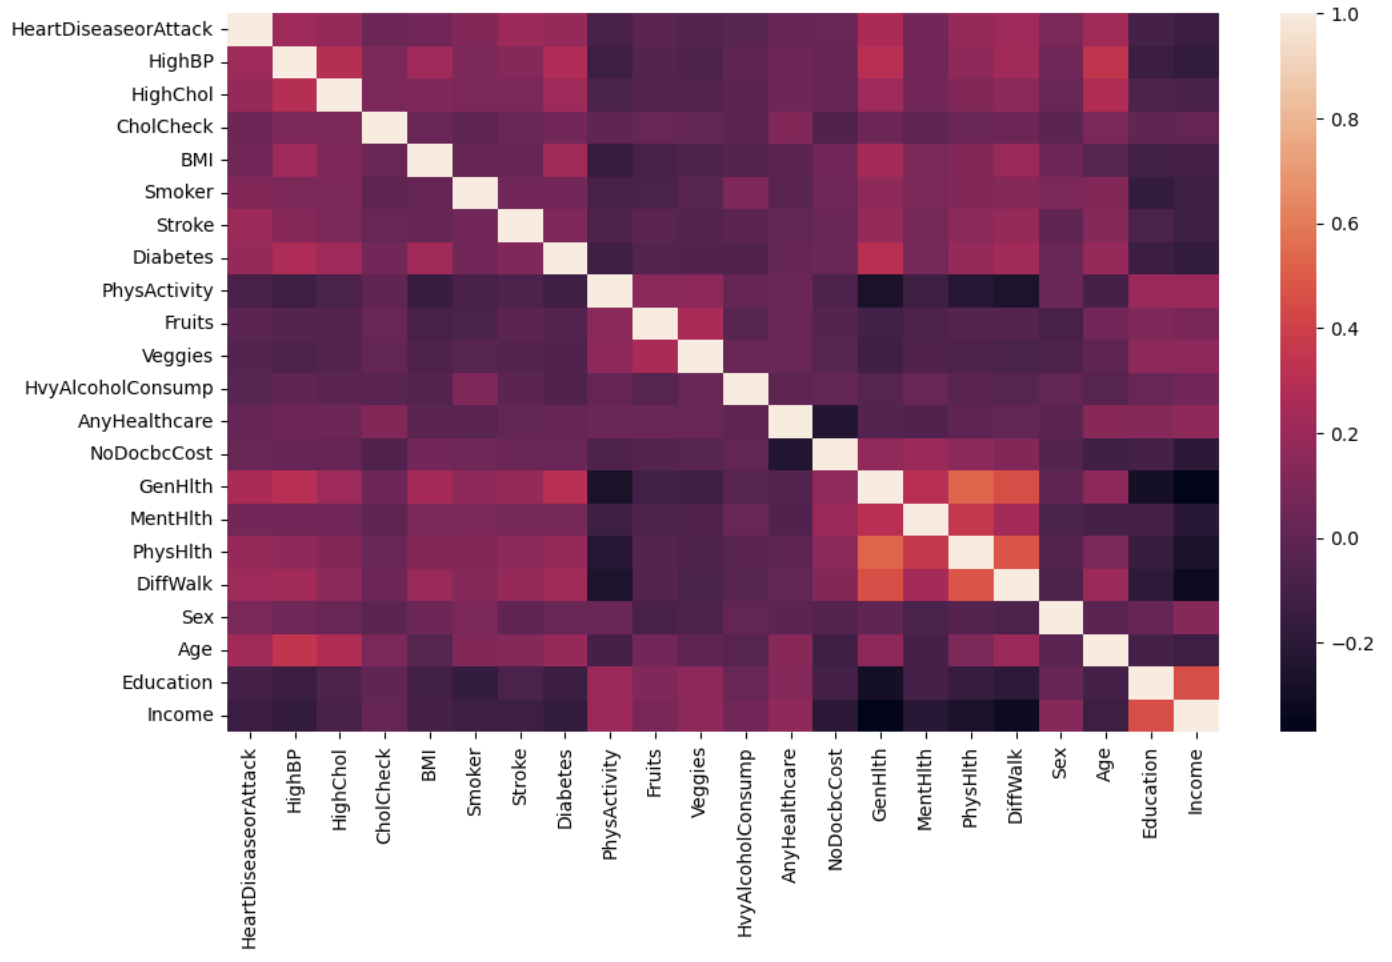 HeartDiseaseorAttack
HighBP
HighChol
CholCheck
BMI
Smoker
Stroke
Diabetes
PhysActivity
Fruits
Veggies
HvyAlcoholConsump
AnyHealthcare
NoDocbcCost
GenHlth
MentHlth
PhysHlth
DiffWalk
Sex
Age
Education
Income
HeartDiseaseorAttack
HighBP
HighChol
CholCheck
BMI
Smoker
Stroke
Diabetes
PhysActivity
Fruits
Veggies
HvyAlcoholConsump
AnyHealthcare
NoDocbcCost
GenHlth
MentHlth
PhysHlth
DiffWalk
Sex
Age
Education
Income
1.0
0.8
0.6
0.4
0.2
0.0
−0.2